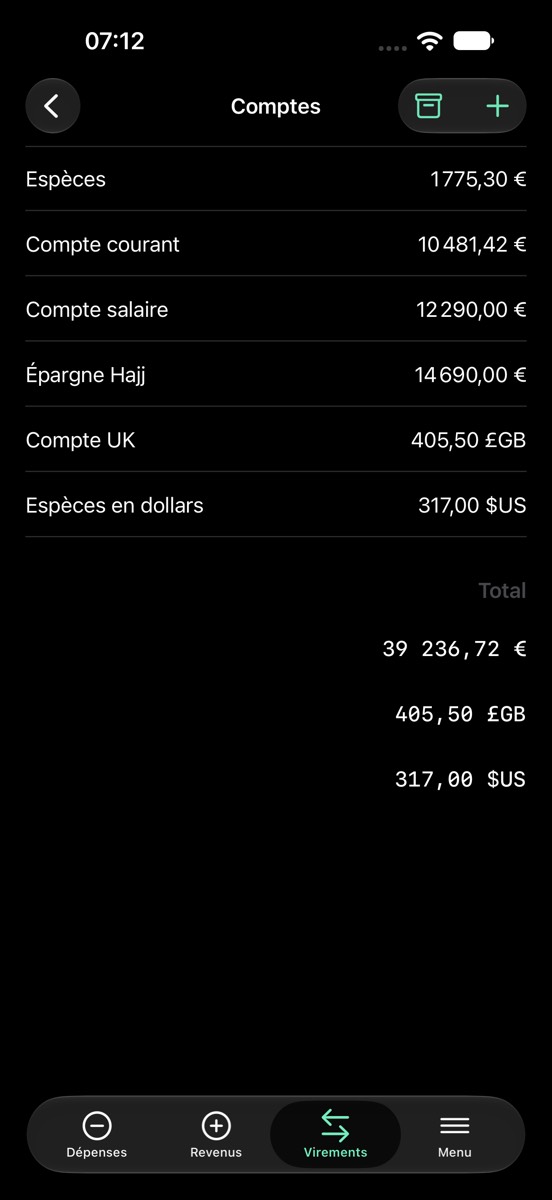 07:12
Comptes
Espèces 1 775,30 €
Compte courant 10 481,42 €
Compte salaire 12 290,00 €
Épargne Hajj 14 690,00 €
Compte UK 405,50 £GB
Espèces en dollars 317,00 $US
Total
39 236,72 €
405,50 £GB
317,00 $US
Dépenses Revenus Virements Menu